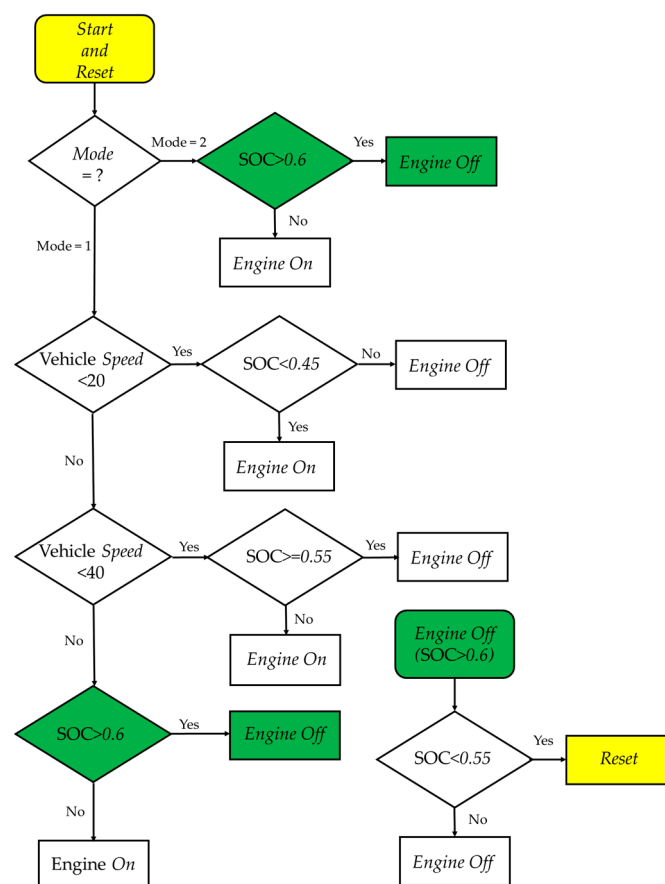 Start
and
Reset
Mode
= ?
Mode = 2
SOC>0.6
Yes
Engine Off
No
Engine On
Mode = 1
Vehicle Speed
<20
Yes
SOC<0.45
No
Engine Off
Yes
Engine On
No
Vehicle Speed
<40
Yes
SOC>=0.55
Yes
Engine Off
No
Engine On
No
SOC>0.6
Yes
Engine Off
No
Engine On
Engine Off
(SOC>0.6)
SOC<0.55
Yes
Reset
No
Engine Off